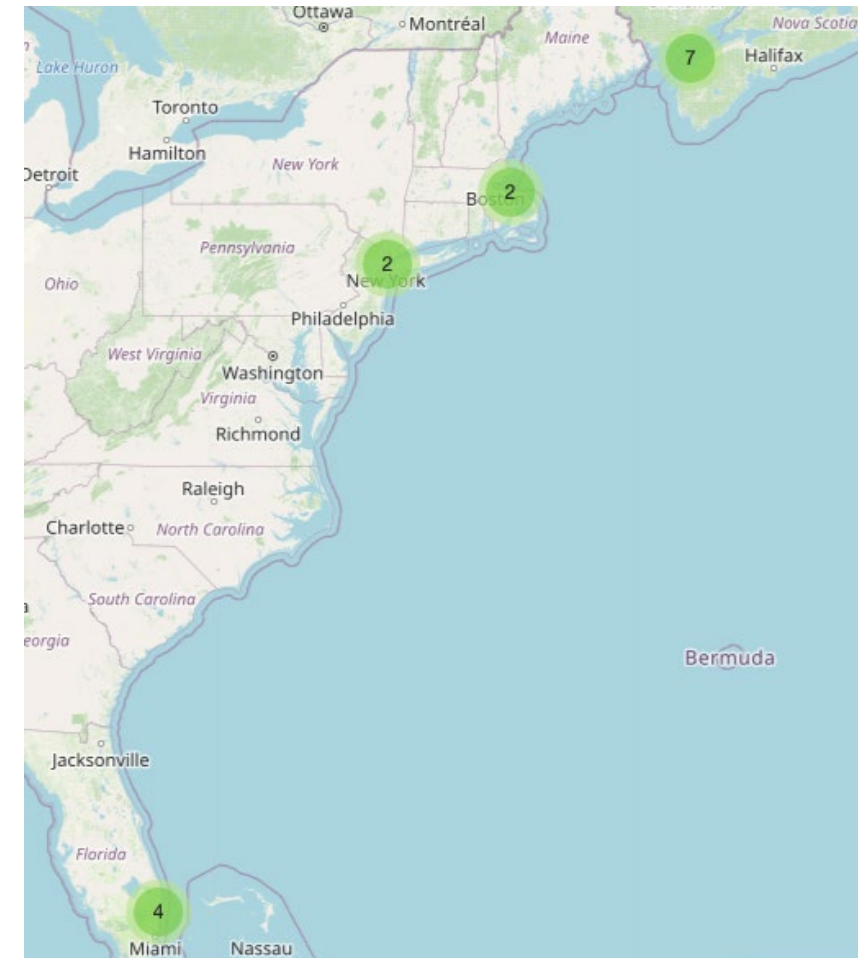 Ottawa
Montréal
Maine
Nova Scotia
7
Halifax
Lake Huron
Toronto
Hamilton
New York
Detroit
2
Boston
Pennsylvania
2
New York
Ohio
Philadelphia
West Virginia
Washington
Virginia
Richmond
Raleigh
Charlotte
North Carolina
South Carolina
eorgia
Bermuda
Jacksonville
Florida
4
Miami
Nassau